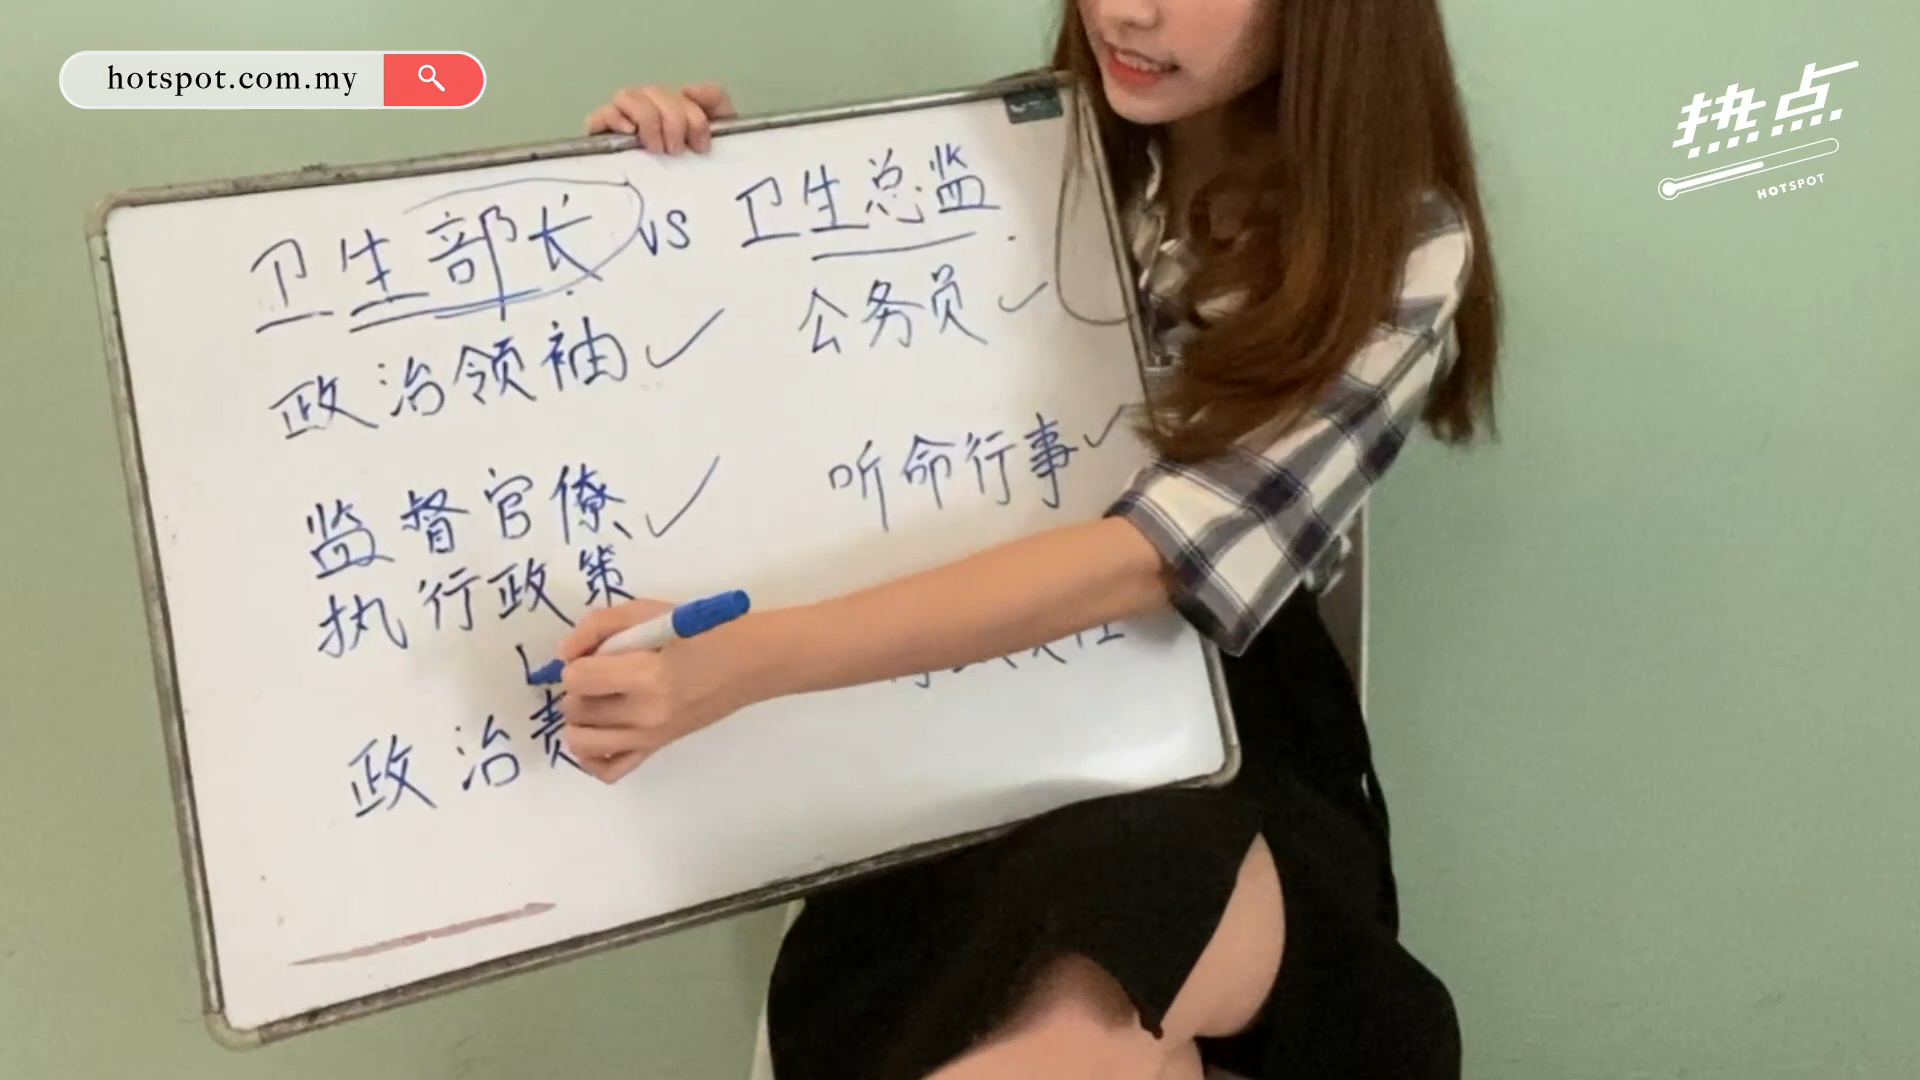 hotspot.com.my
热点
HOTSPOT
卫生部长 vs 卫生总监
政治领袖 公务员
监督官僚 听命行事
执行政策
政治责